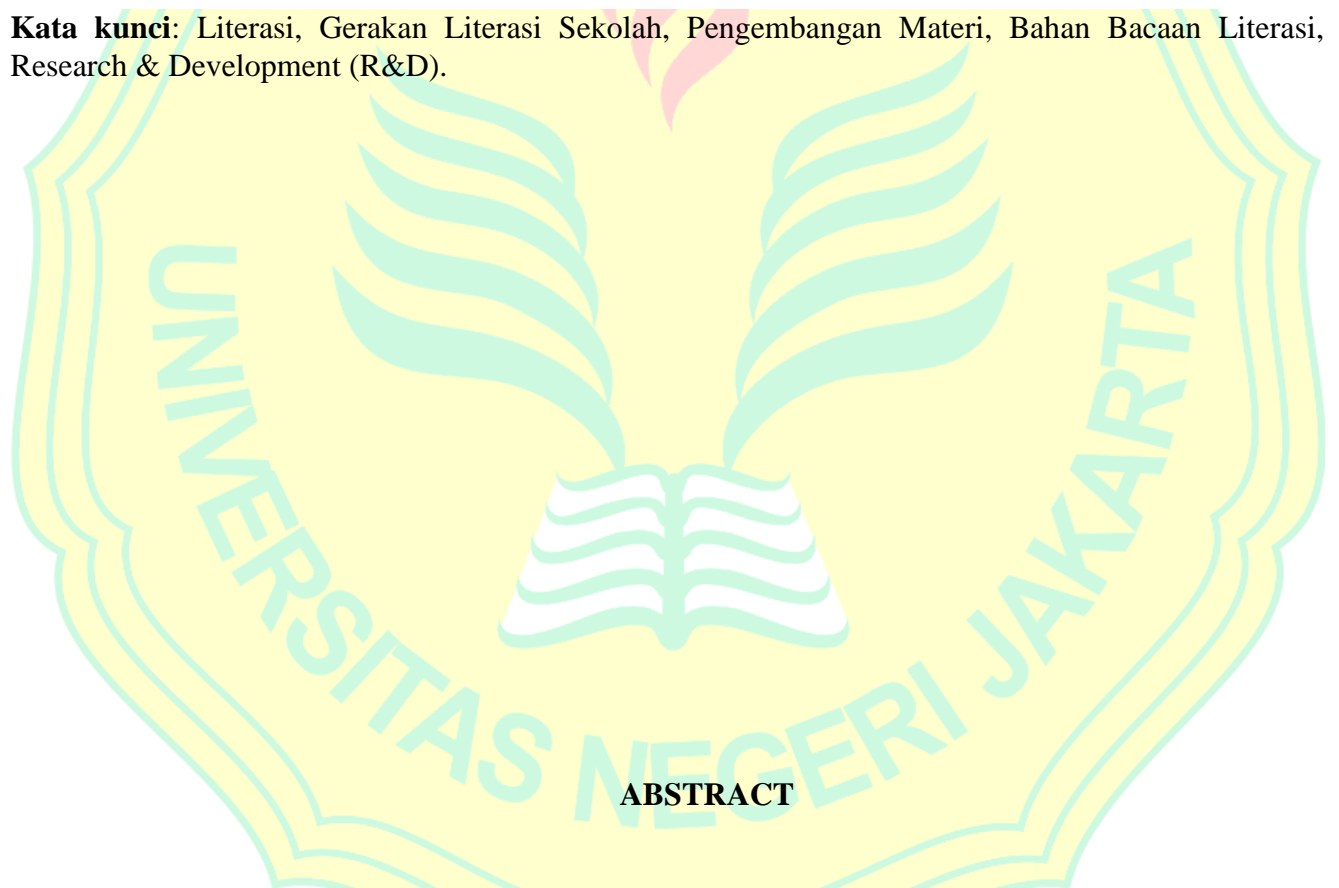 Kata kunci: Literasi, Gerakan Literasi Sekolah, Pengembangan Materi, Bahan Bacaan Literasi,
Research & Development (R&D).
UNIVERSITAS NEGERI JAKARTA
ABSTRACT